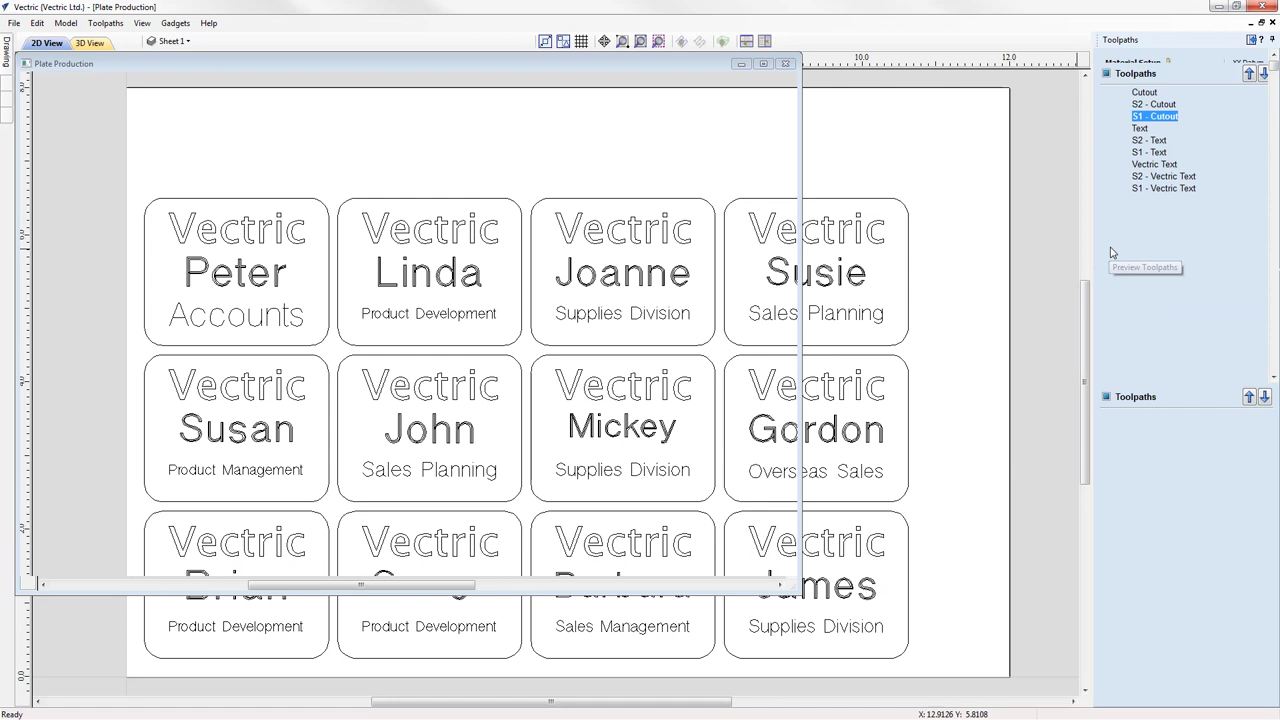 Vectric (Vectric Ltd.) - [Plate Production]
File Edit Model Toolpaths View Gadgets Help
Drawing
2D View 3D View Sheet 1
Toolpaths
Plate Production
10.0 12.0
Material Setup
Toolpaths
Cutout
S2 - Cutout
S1 - Cutout
Text
S2 - Text
S1 - Text
Vectric Text
S2 - Vectric Text
S1 - Vectric Text
Preview Toolpaths
Toolpaths
Vectric Vectric Vectric Vectric
Peter Linda Joanne Susie
Accounts Product Development Supplies Division Sales Planning
Vectric Vectric Vectric Vectric
Susan John Mickey Gordon
Product Management Sales Planning Supplies Division Overseas Sales
Vectric Vectric Vectric Vectric
Brian Barbara James
Product Development Product Development Sales Management Supplies Division
Ready
X: 12.9126 Y: 5.8108